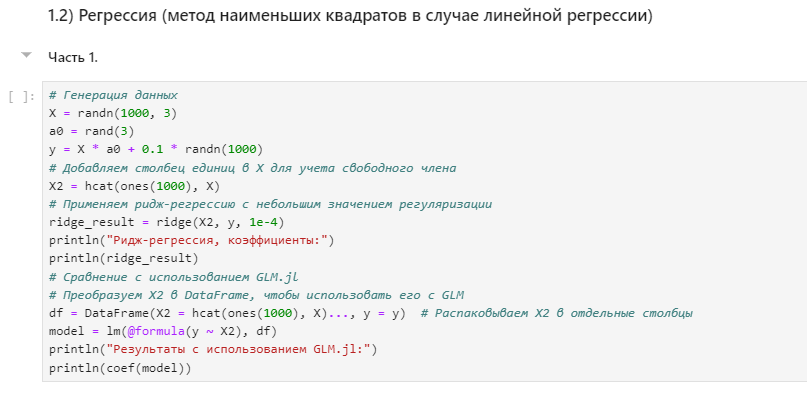 1.2) Регрессия (метод наименьших квадратов в случае линейной регрессии)
Часть 1.
[ ]:
# Генерация данных
X = randn(1000, 3)
a0 = rand(3)
y = X * a0 + 0.1 * randn(1000)
# Добавляем столбец единиц в X для учета свободного члена
X2 = hcat(ones(1000), X)
# Применяем ридж-регрессию с небольшим значением регуляризации
ridge_result = ridge(X2, y, 1e-4)
println("Ридж-регрессия, коэффициенты:")
println(ridge_result)
# Сравнение с использованием GLM.jl
# Преобразуем X2 в DataFrame, чтобы использовать его с GLM
df = DataFrame(X2 = hcat(ones(1000), X)..., y = y)  # Распаковываем X2 в отдельные столбцы
model = lm(@formula(y ~ X2), df)
println("Результаты с использованием GLM.jl:")
println(coef(model))